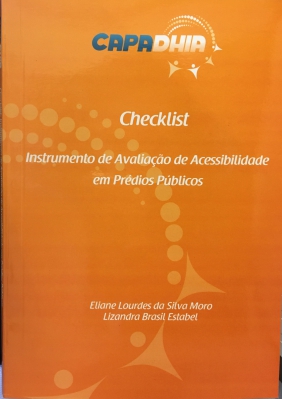 CAPADHIA
Checklist
Instrumento de Avaliação de Acessibilidade
em Prédios Públicos
Eliane Lourdes da Silva Moro
Lizandra Brasil Estabel